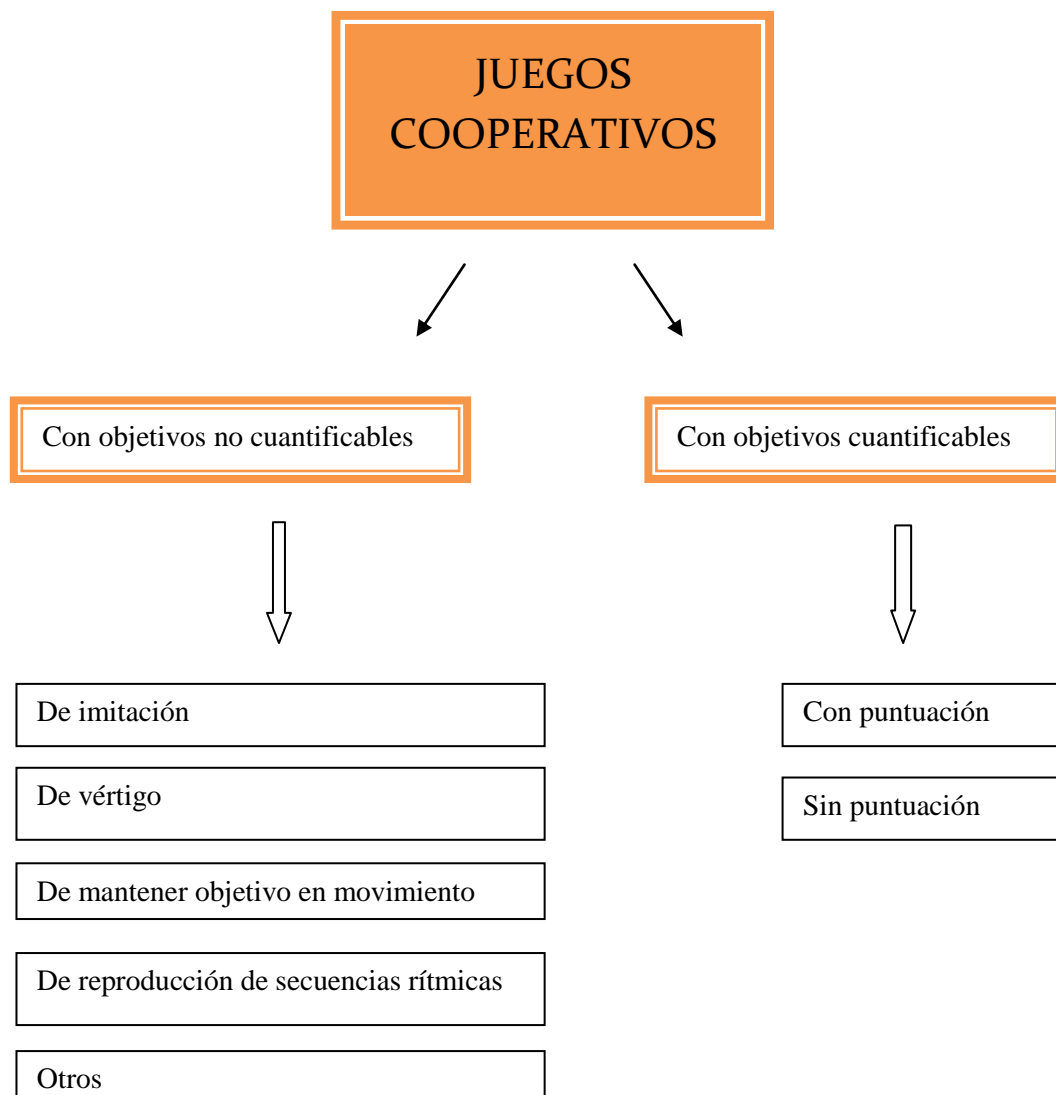 JUEGOS
COOPERATIVOS
Con objetivos no cuantificables
Con objetivos cuantificables
De imitación
De vértigo
De mantener objetivo en movimiento
De reproducción de secuencias rítmicas
Otros
Con puntuación
Sin puntuación